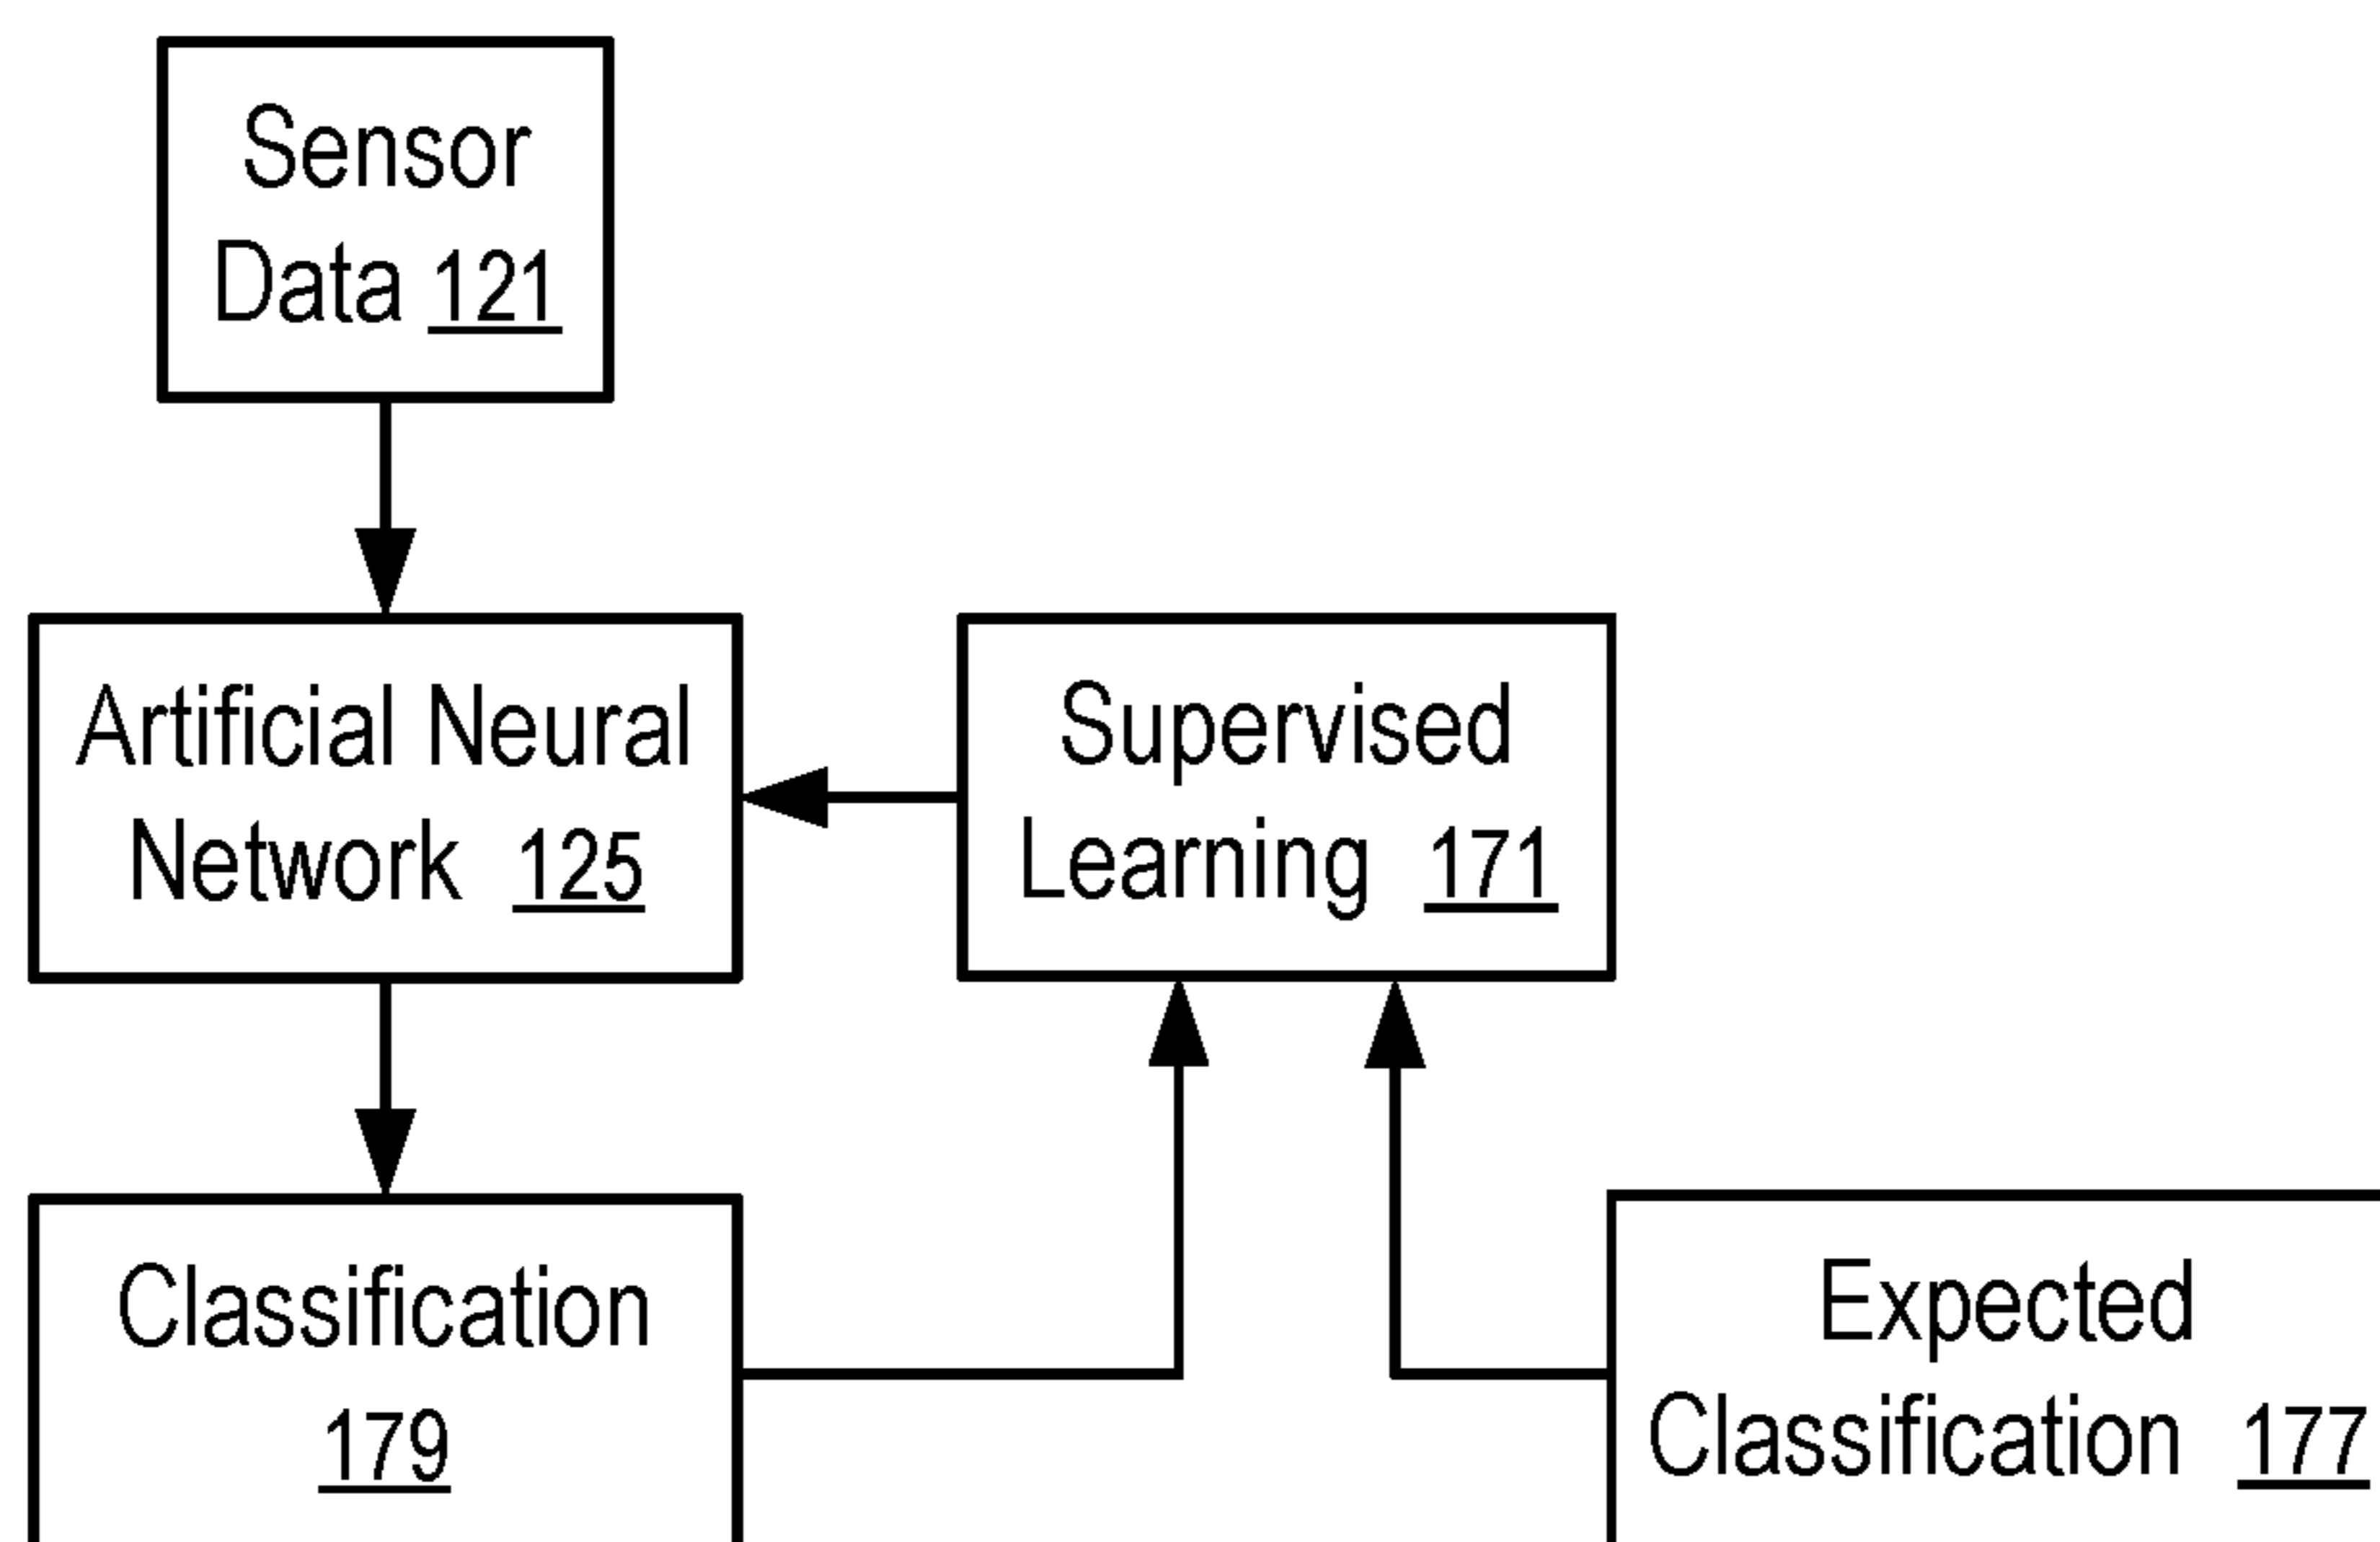 Sensor
Data 121
Artificial Neural
Network 125
Supervised
Learning 171
Classification
179
Expected
Classification 177